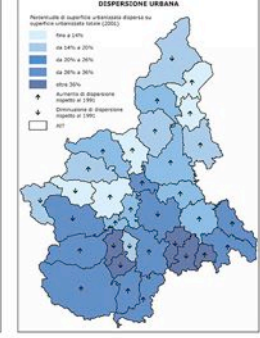 DISPERSIONE URBANA
Percentuale di superficie urbanizzata dispersa su
superficie urbanizzata totale (2001)
fino a 14%
da 14% a 20%
da 20% a 26%
da 26% a 36%
oltre 36%
Aumento di dispersione
rispetto al 1991
Diminuzione di dispersione
rispetto al 1991
AIT